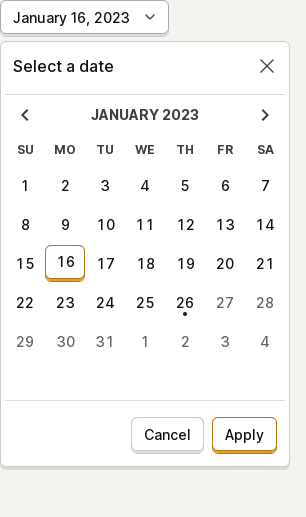 January 16, 2023
Select a date
JANUARY 2023
SU MO TU WE TH FR SA
1 2 3 4 5 6 7
8 9 10 11 12 13 14
15 16 17 18 19 20 21
22 23 24 25 26 27 28
29 30 31 1 2 3 4
Cancel Apply